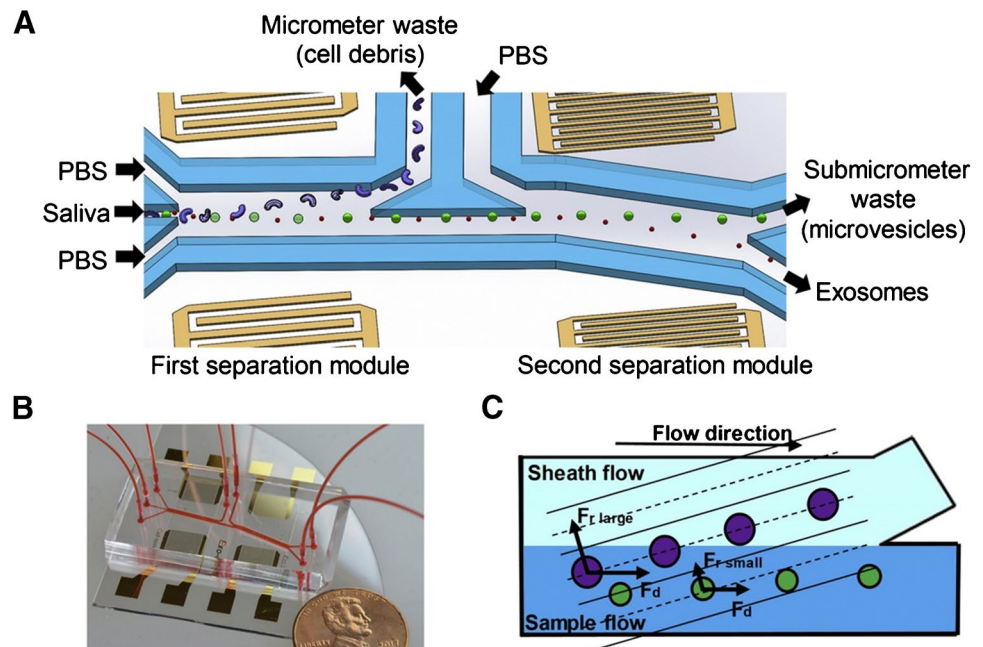 A
Micrometer waste
(cell debris)
PBS
PBS
Saliva
PBS
Submicrometer
waste
(microvesicles)
Exosomes
First separation module
Second separation module
B
C
Flow direction
Sheath flow
Fr large
Fd
Fr small
Fd
Sample flow